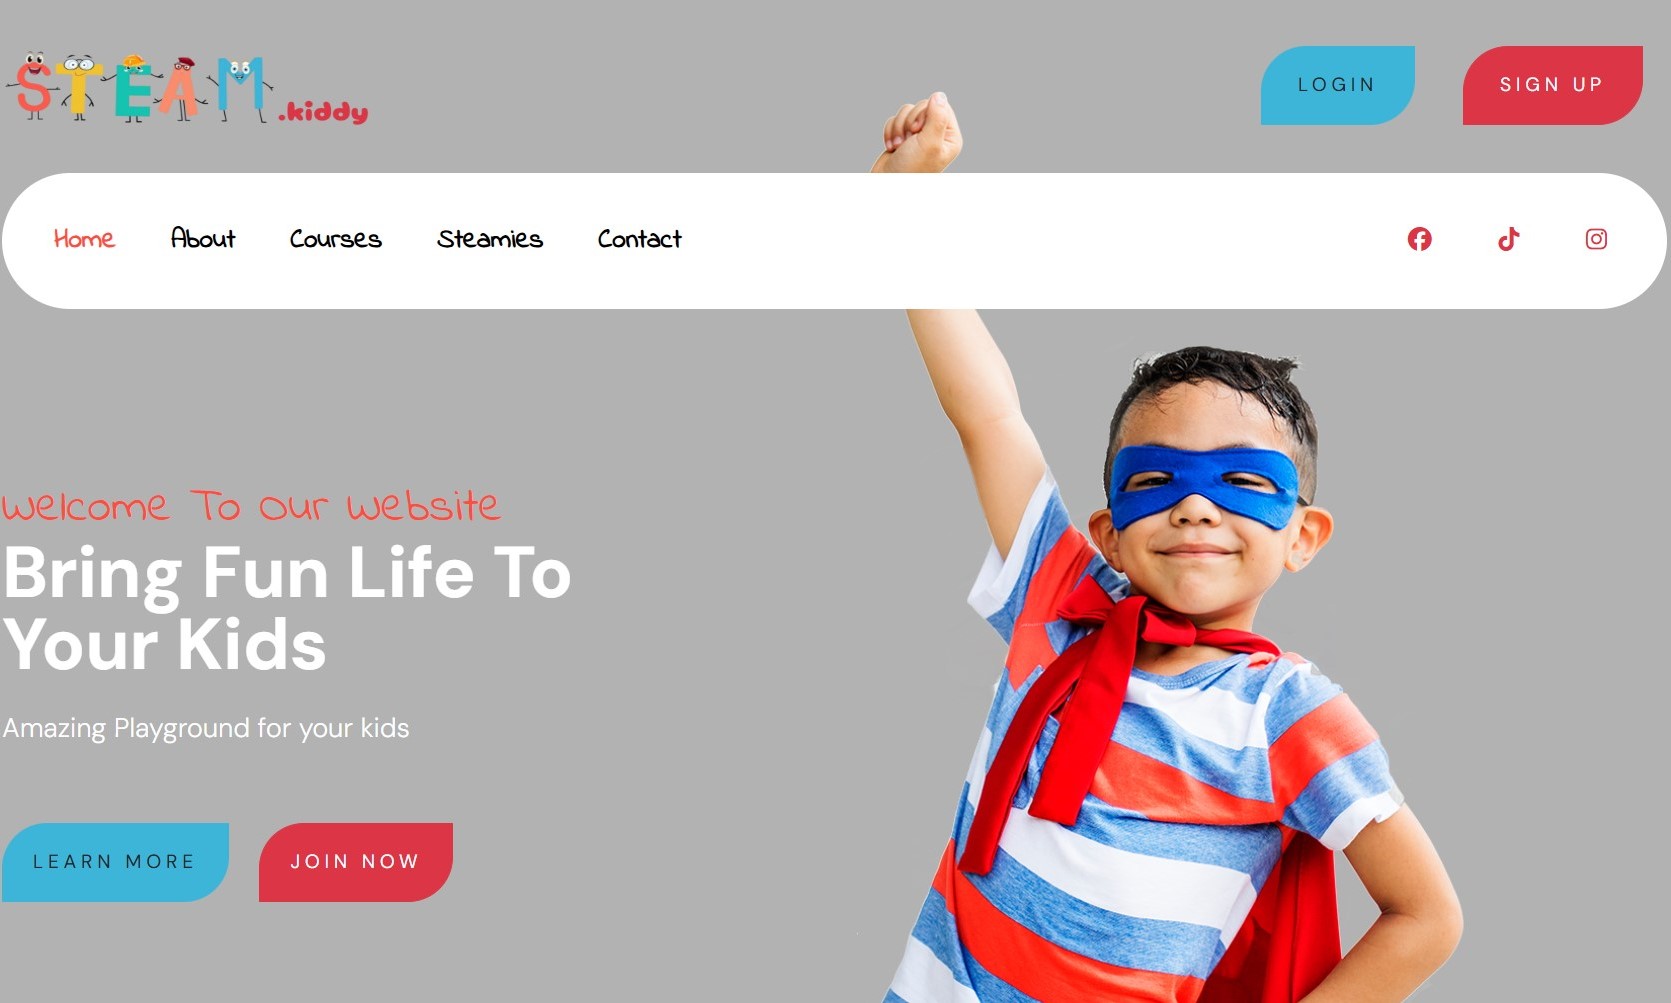 STEAM.kiddy
LOGIN
SIGN UP
Home
About
Courses
Steamies
Contact
Welcome To Our Website
Bring Fun Life To
Your Kids
Amazing Playground for your kids
LEARN MORE
JOIN NOW